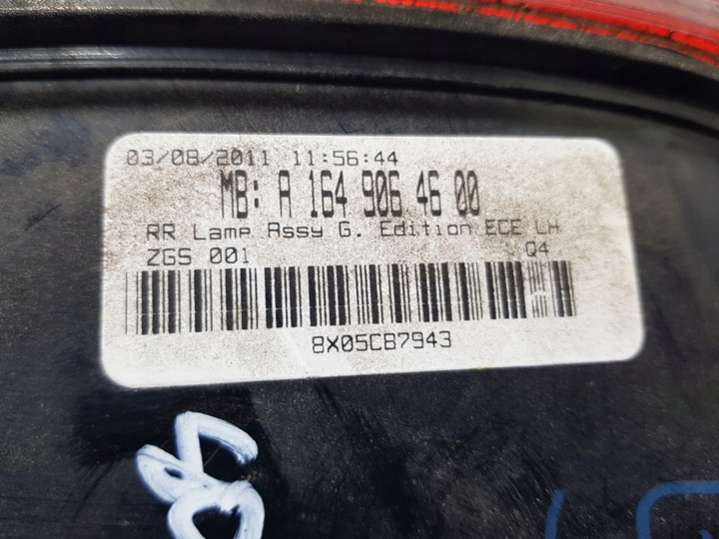 03/08/2011 11:56:44
MB: A 164 906 46 00
RR Lamp Assy G. Edition ECE LH
ZGS 001 Q4
8X05CB7943